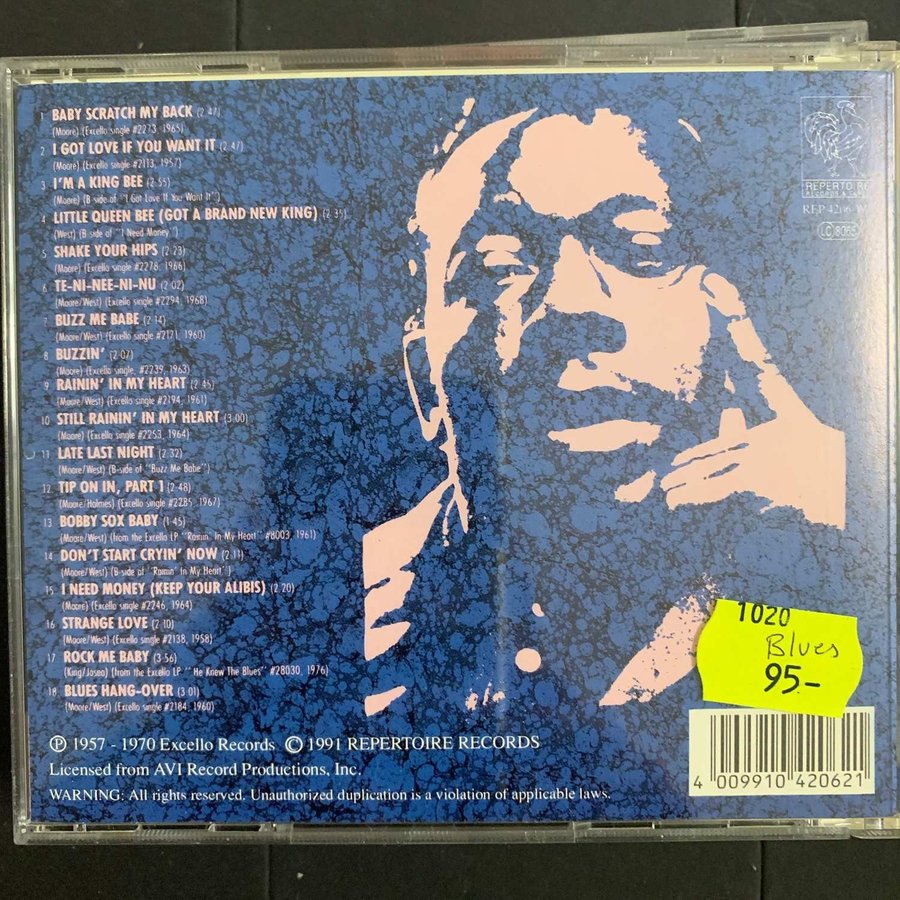 1 BABY SCRATCH MY BACK (2:47)
(Moore) (Excello single #2273, 1965)
2 I GOT LOVE IF YOU WANT IT (2:47)
(Moore) (Excello single #2113, 1957)
3 I'M A KING BEE (2:55)
(Moore) (B side of "I Got Love If You Want It")
4 LITTLE QUEEN BEE (GOT A BRAND NEW KING) (2:35)
(West) (B side of "I Need Money")
5 SHAKE YOUR HIPS (2:23)
(Moore) (Excello single #2278, 1966)
6 TE-NI-NEE-NI-NU (2:02)
(Moore/West) (Excello single #2294, 1968)
7 BUZZ ME BABE (2:14)
(Moore/West) (Excello single #2171, 1960)
8 BUZZIN' (2:07)
(Moore) (Excello single, #2239, 1963)
9 RAININ' IN MY HEART (2:45)
(Moore/West) (Excello single #2194, 1961)
10 STILL RAININ' IN MY HEART (3:00)
(Moore) (Excello single #2253, 1964)
11 LATE LAST NIGHT (2:32)
(Moore/West) (B-side of "Buzz Me Babe")
12 TIP ON IN, PART 1 (2:48)
(Moore/Holmes) (Excello single #2285, 1967)
13 BOBBY SOX BABY (1:45)
(Moore/West) (from the Excello LP "Rainin' In My Heart" #8003, 1961)
14 DON'T START CRYIN' NOW (2:11)
(Moore/West) (B-side of "Rainin' In My Heart")
15 I NEED MONEY (KEEP YOUR ALIBIS) (2:20)
(Moore) (Excello single #2246, 1964)
16 STRANGE LOVE (2:10)
(Moore/West) (Excello single #2138, 1958)
17 ROCK ME BABY (3:56)
(King/Josea) (from the Excello LP "He Knew The Blues" #28030, 1976)
18 BLUES HANG-OVER (3:01)
(Moore/West) (Excello single #2184, 1960)
Ⓟ 1957 - 1970 Excello Records © 1991 REPERTOIRE RECORDS
Licensed from AVI Record Productions, Inc.
WARNING: All rights reserved. Unauthorized duplication is a violation of applicable laws.
REPERTOIRE
RECORDS
REP 4206-W
LC 8065
1020
Blues
95-
4 009910 420621